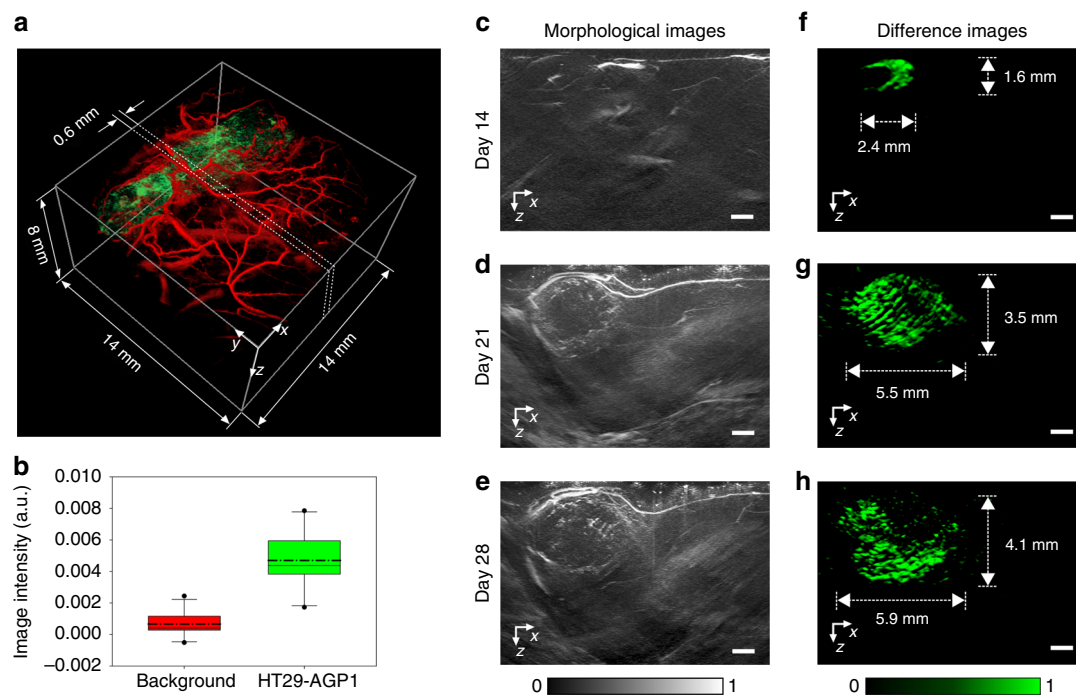 a
0.6 mm
8 mm
14 mm
14 mm
x
y
z
b
Image intensity (a.u.)
0.010
0.008
0.006
0.004
0.002
0.000
–0.002
Background
HT29-AGP1
Morphological images
c
Day 14
x
z
d
Day 21
x
z
e
Day 28
x
z
0
1
Difference images
f
1.6 mm
2.4 mm
x
z
g
3.5 mm
5.5 mm
x
z
h
4.1 mm
5.9 mm
x
z
0
1